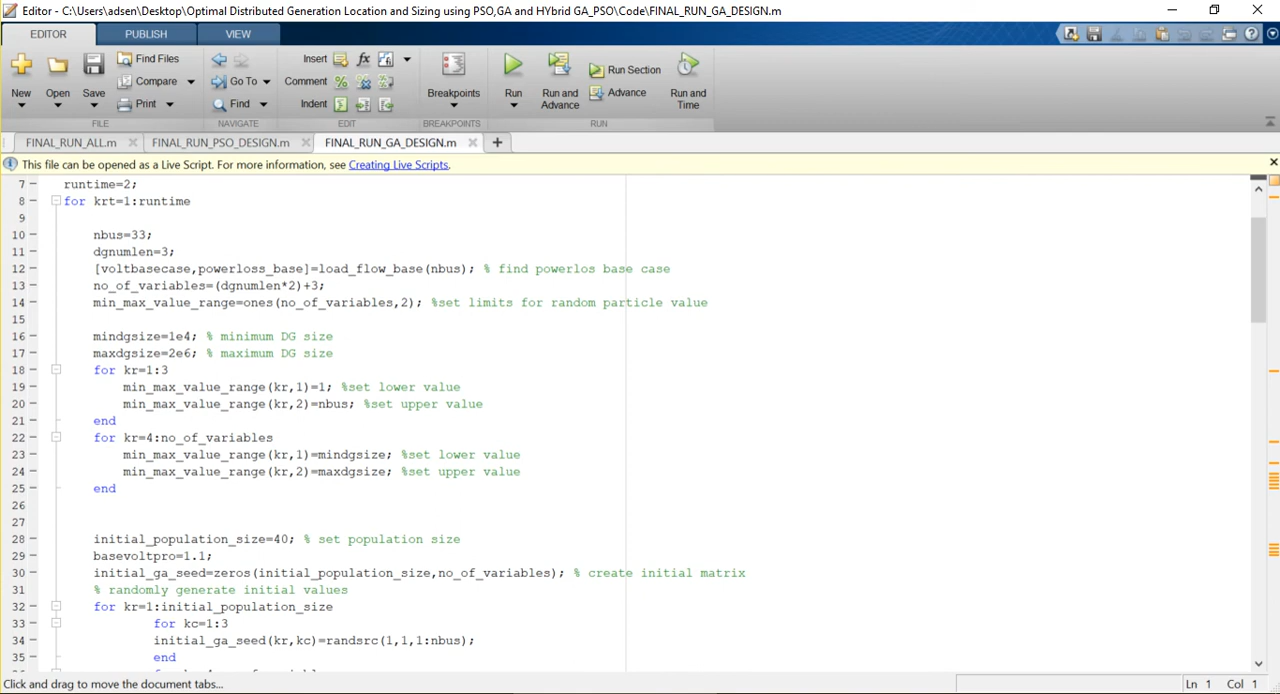 Editor - C:\Users\adsen\Desktop\Optimal Distributed Generation Location and Sizing using PSO,GA and HYbrid GA_PSO\Code\FINAL_RUN_GA_DESIGN.m
EDITOR PUBLISH VIEW
New Open Save Find Files Compare Print
Go To Find
Insert fx
Comment %
Indent
Breakpoints
Run Run and Advance Run Section Advance Run and Time
FILE NAVIGATE EDIT BREAKPOINTS RUN
FINAL_RUN_ALL.m FINAL_RUN_PSO_DESIGN.m FINAL_RUN_GA_DESIGN.m +
This file can be opened as a Live Script. For more information, see Creating Live Scripts.
7 runtime=2;
8 for krt=1:runtime
9
10 nbus=33;
11 dgnumlen=3;
12 [voltbasecase,powerloss_base]=load_flow_base(nbus); % find powerlos base case
13 no_of_variables=(dgnumlen*2)+3;
14 min_max_value_range=ones(no_of_variables,2); %set limits for random particle value
15
16 mindgsize=1e4; % minimum DG size
17 maxdgsize=2e6; % maximum DG size
18 for kr=1:3
19 min_max_value_range(kr,1)=1; %set lower value
20 min_max_value_range(kr,2)=nbus; %set upper value
21 end
22 for kr=4:no_of_variables
23 min_max_value_range(kr,1)=mindgsize; %set lower value
24 min_max_value_range(kr,2)=maxdgsize; %set upper value
25 end
26
27
28 initial_population_size=40; % set population size
29 basevoltpro=1.1;
30 initial_ga_seed=zeros(initial_population_size,no_of_variables); % create initial matrix
31 % randomly generate initial values
32 for kr=1:initial_population_size
33 for kc=1:3
34 initial_ga_seed(kr,kc)=randsrc(1,1,1:nbus);
35 end
Click and drag to move the document tabs...
Ln 1 Col 1